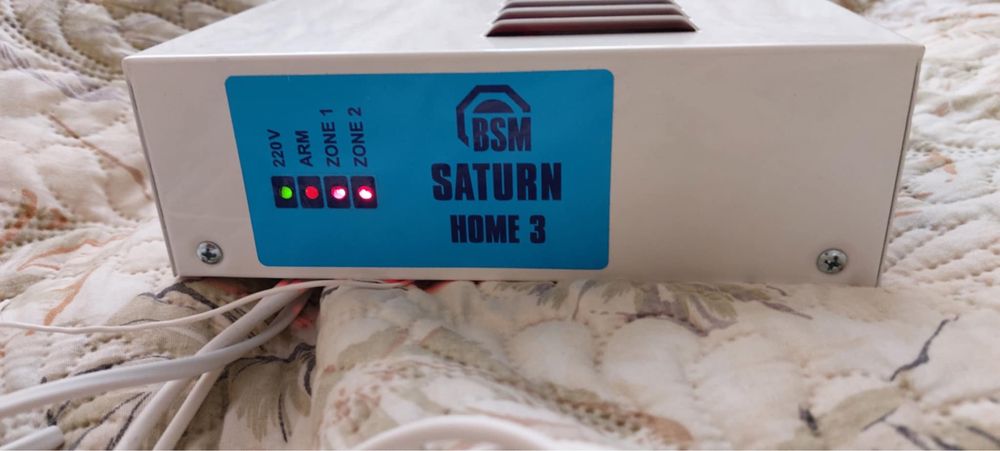 220V
ARM
ZONE 1
ZONE 2
BSM
SATURN
HOME 3